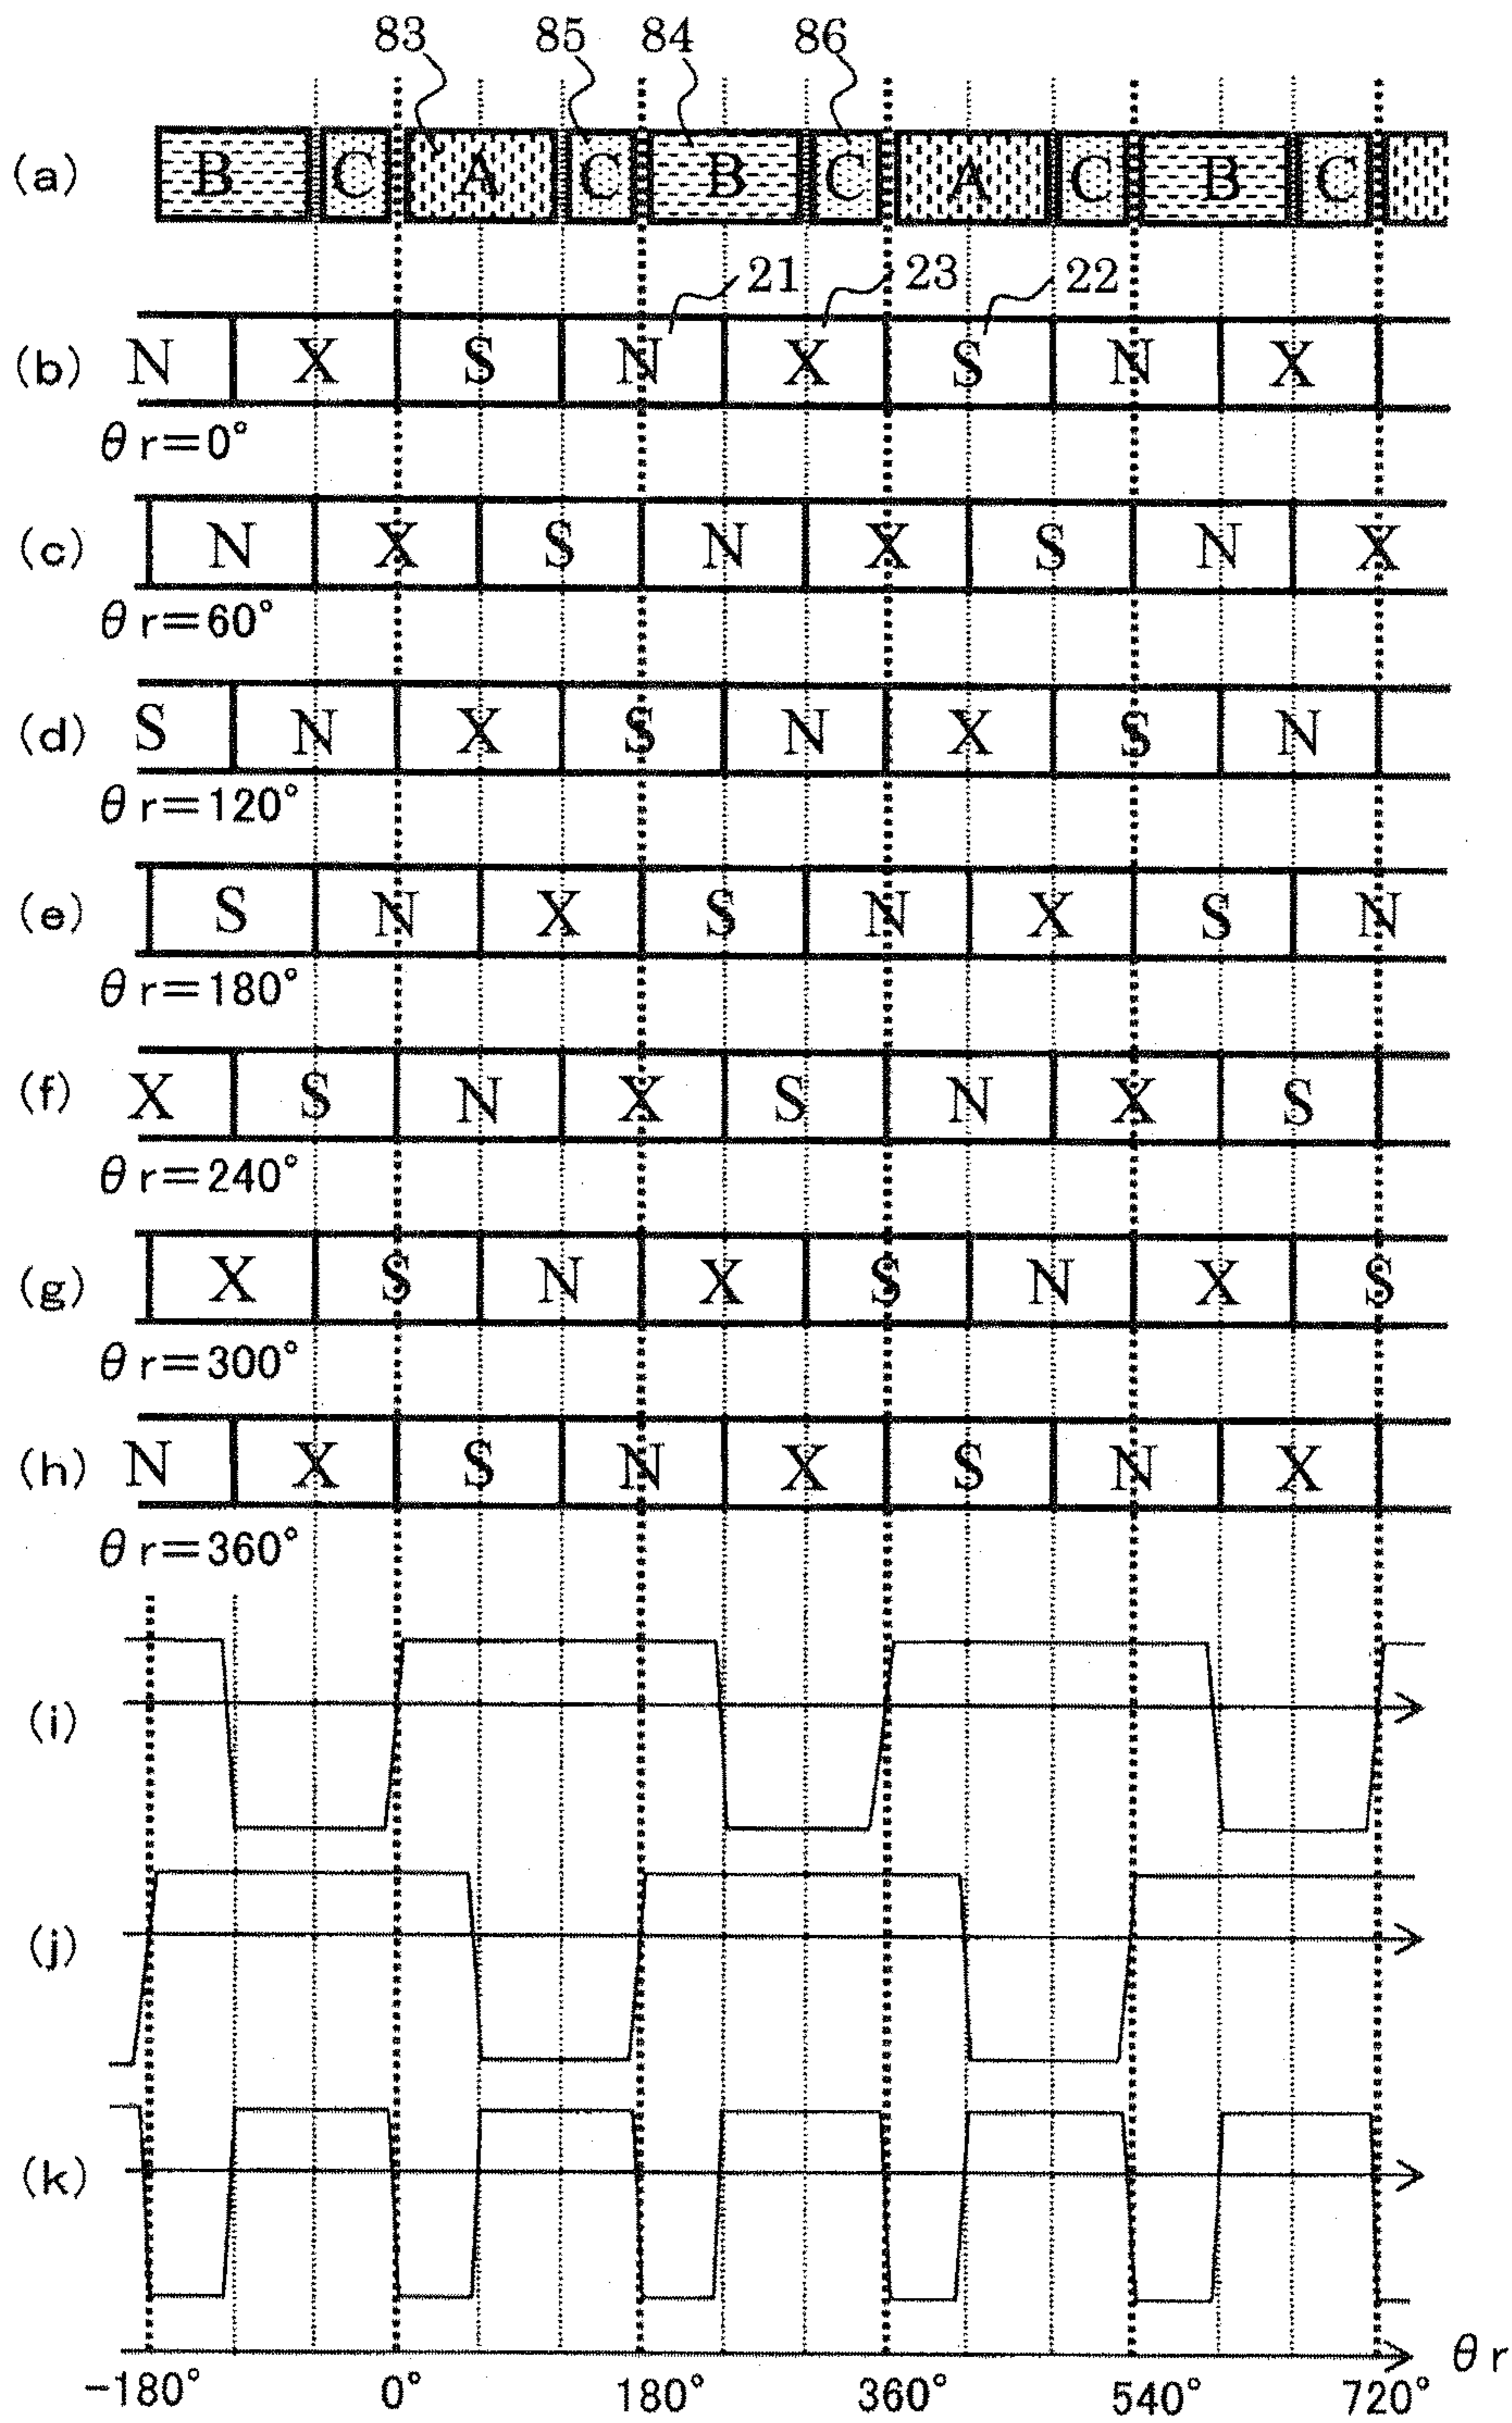 83 85 84 86
(a) B C A C B C A C B C
21 23 22
(b) N X S N X S N X
θr=0°
(c) N X S N X S N X
θr=60°
(d) S N X S N X S N
θr=120°
(e) S N X S N X S N
θr=180°
(f) X S N X S N X S
θr=240°
(g) X S N X S N X S
θr=300°
(h) N X S N X S N X
θr=360°
(i)
(j)
(k)
θr
-180° 0° 180° 360° 540° 720°